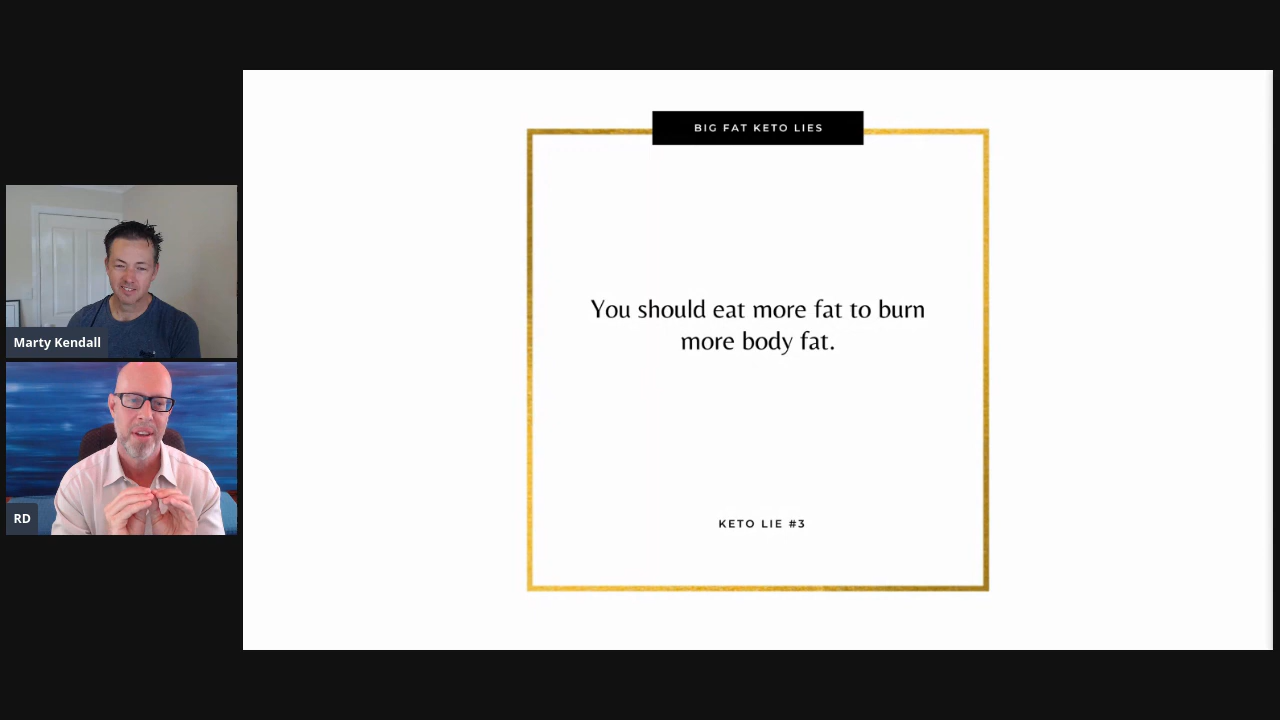 BIG FAT KETO LIES
You should eat more fat to burn
more body fat.
KETO LIE #3
Marty Kendall
RD